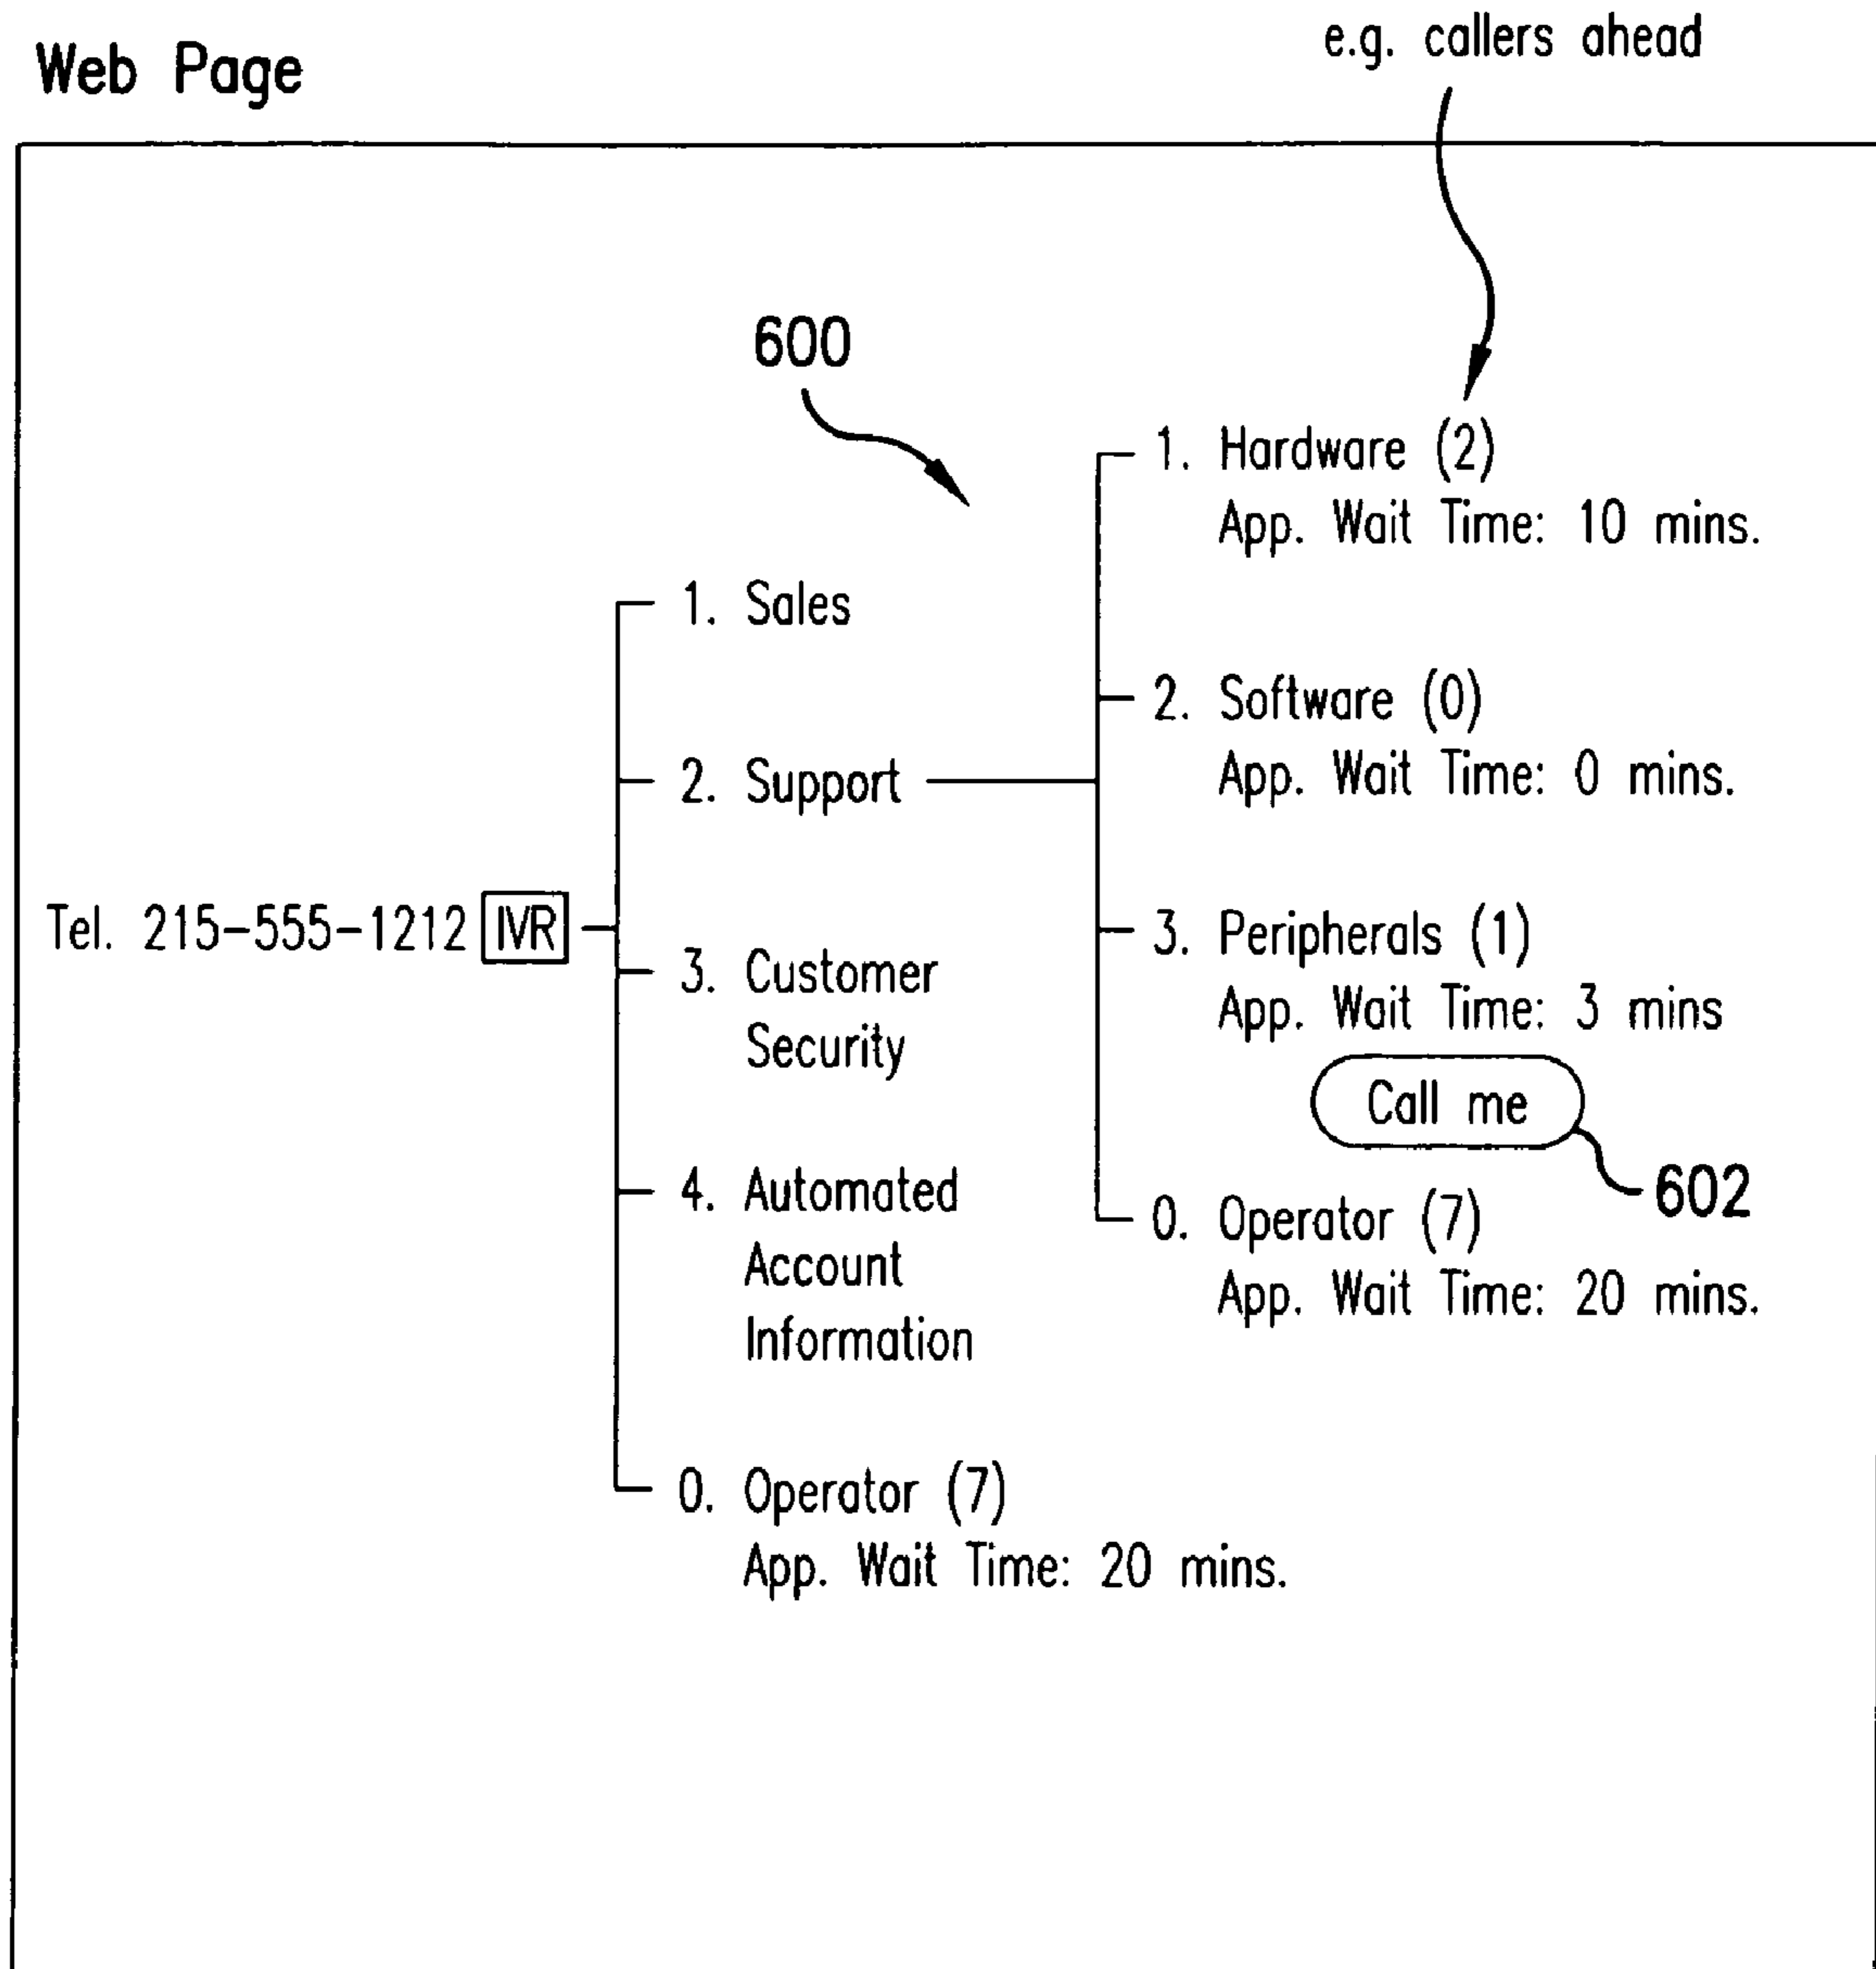 Web Page
e.g. callers ahead
600
1. Hardware (2)
App. Wait Time: 10 mins.
1. Sales
2. Software (0)
App. Wait Time: 0 mins.
2. Support
Tel. 215-555-1212 IVR
3. Peripherals (1)
App. Wait Time: 3 mins
3. Customer
Security
Call me
602
4. Automated
Account
Information
0. Operator (7)
App. Wait Time: 20 mins.
0. Operator (7)
App. Wait Time: 20 mins.